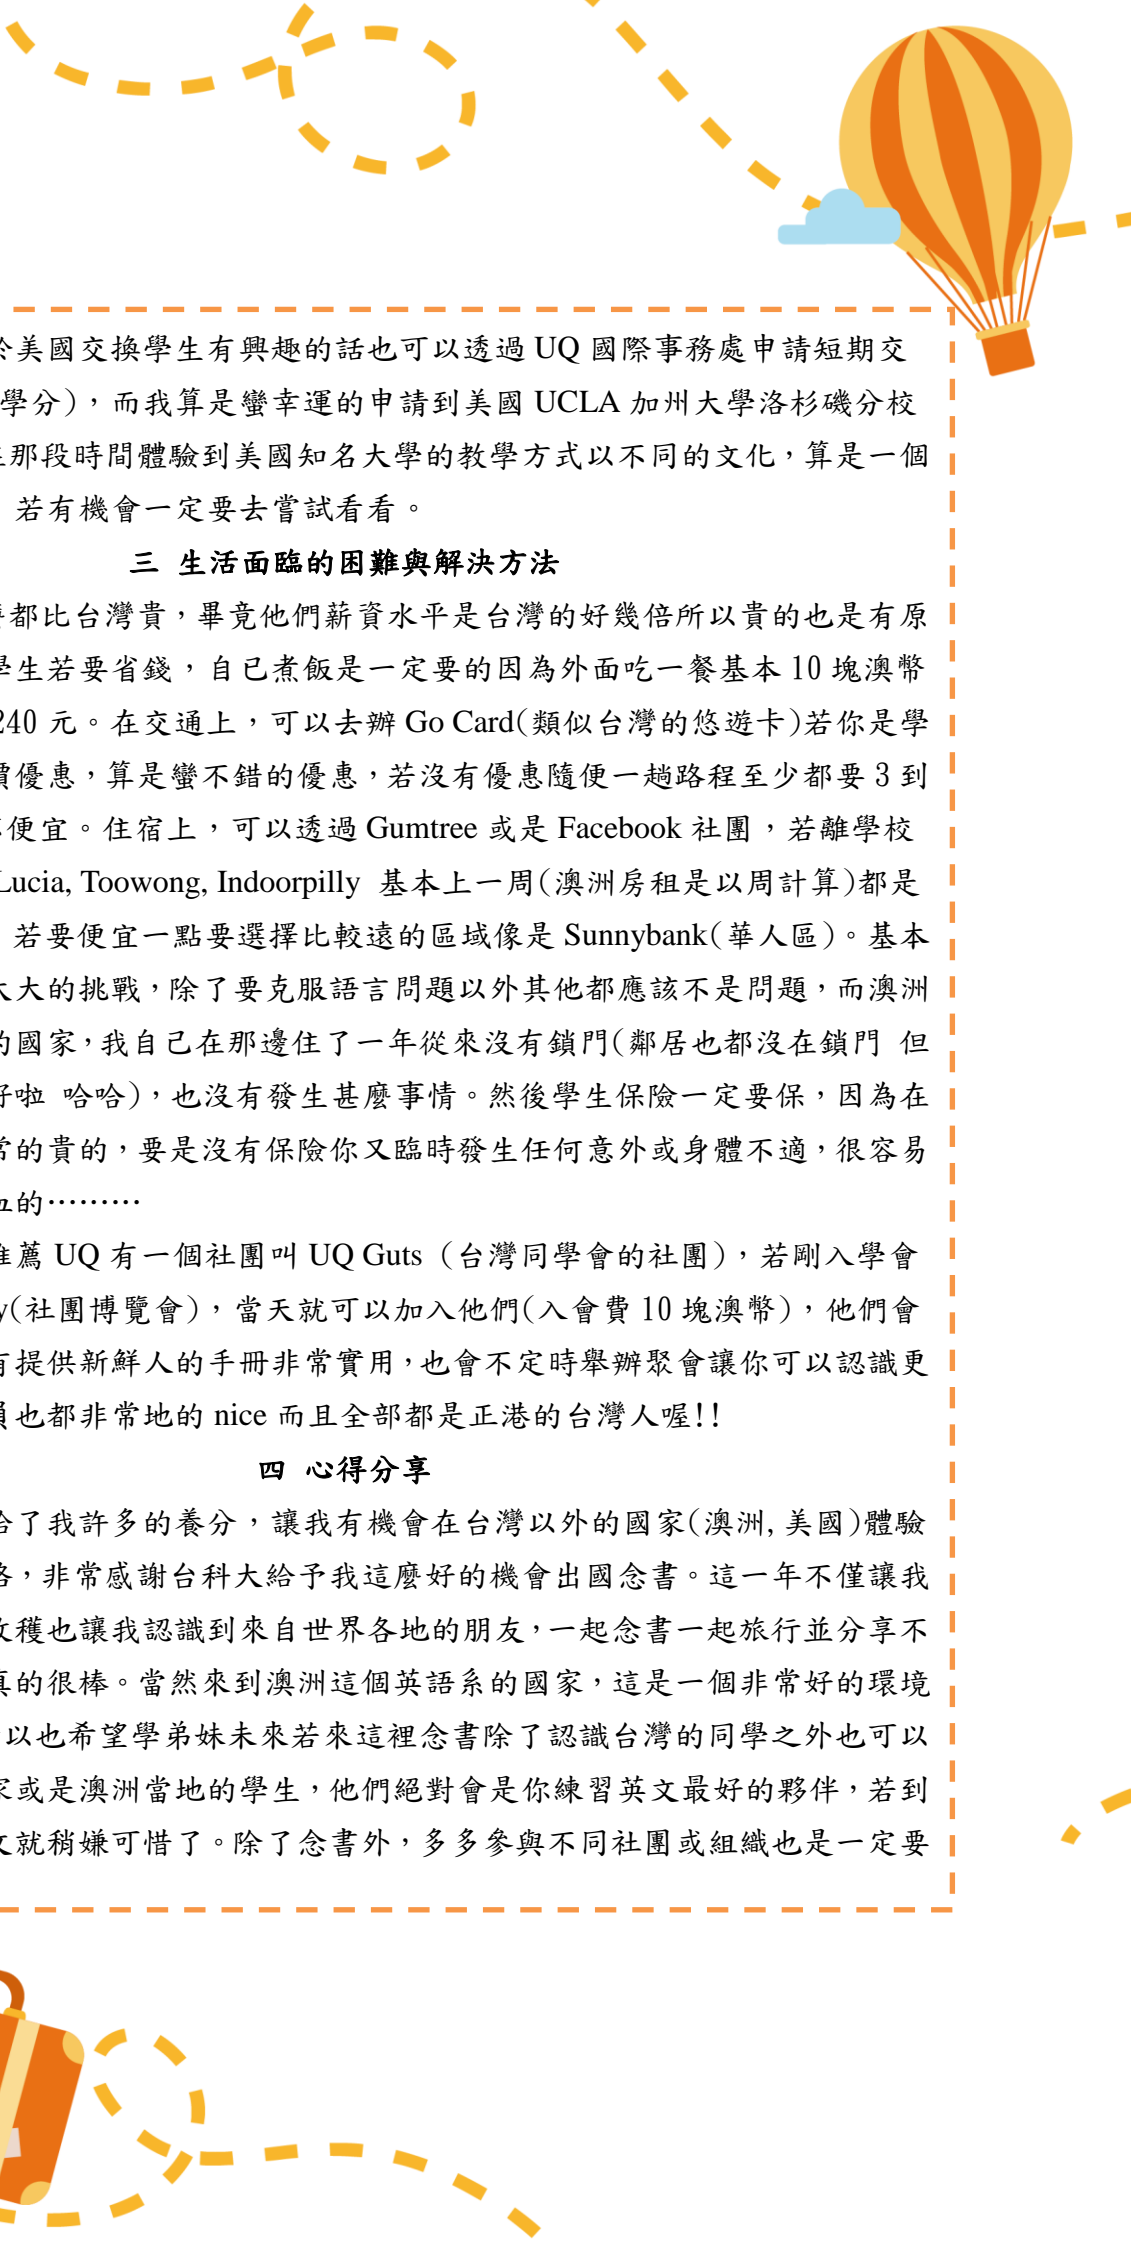 於美國交換學生有興趣的話也可以透過 UQ 國際事務處申請短期交
學分)，而我算是蠻幸運的申請到美國 UCLA 加州大學洛杉磯分校
那段時間體驗到美國知名大學的教學方式以不同的文化，算是一個
若有機會一定要去嘗試看看。
三 生活面臨的困難與解決方法
都比台灣貴，畢竟他們薪資水平是台灣的好幾倍所以貴的也是有原
學生若要省錢，自己煮飯是一定要的因為外面吃一餐基本 10 塊澳幣
240 元。在交通上，可以去辦 Go Card(類似台灣的悠遊卡)若你是學
價優惠，算是蠻不錯的優惠，若沒有優惠隨便一趟路程至少都要 3 到
便宜。住宿上，可以透過 Gumtree 或是 Facebook 社團，若離學校
Lucia, Toowong, Indoorpilly 基本上一周(澳洲房租是以周計算)都是
若要便宜一點要選擇比較遠的區域像是 Sunnybank(華人區)。基本
太大的挑戰，除了要克服語言問題以外其他都應該不是問題，而澳洲
的國家，我自己在那邊住了一年從來沒有鎖門(鄰居也都沒在鎖門 但
好啦 哈哈)，也沒有發生甚麼事情。然後學生保險一定要保，因為在
常的貴的，要是沒有保險你又臨時發生任何意外或身體不適，很容易
的………
推薦 UQ 有一個社團叫 UQ Guts (台灣同學會的社團)，若剛入學會
y(社團博覽會)，當天就可以加入他們(入會費 10 塊澳幣)，他們會
有提供新鮮人的手冊非常實用，也會不定時舉辦聚會讓你可以認識更
員也都非常地的 nice 而且全部都是正港的台灣人喔!!
四 心得分享
給了我許多的養分，讓我有機會在台灣以外的國家(澳洲, 美國)體驗
，非常感謝台科大給予我這麼好的機會出國念書。這一年不僅讓我
收穫也讓我認識到來自世界各地的朋友，一起念書一起旅行並分享不
真的很棒。當然來到澳洲這個英語系的國家，這是一個非常好的環境
以也希望學弟妹未來若來這裡念書除了認識台灣的同學之外也可以
家或是澳洲當地的學生，他們絕對會是你練習英文最好的夥伴，若到
文就稍嫌可惜了。除了念書外，多多參與不同社團或組織也是一定要